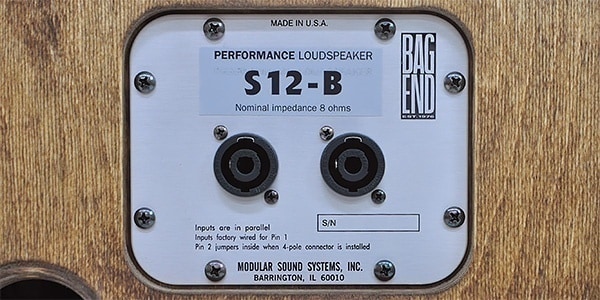 MADE IN U.S.A.
PERFORMANCE LOUDSPEAKER
S12-B
Nominal impedance 8 ohms
BAG
END
EST. 1976
S/N
Inputs are in parallel
Inputs factory wired for Pin 1
Pin 2 jumpers inside when 4-pole connector is installed
MODULAR SOUND SYSTEMS, INC.
BARRINGTON, IL 60010